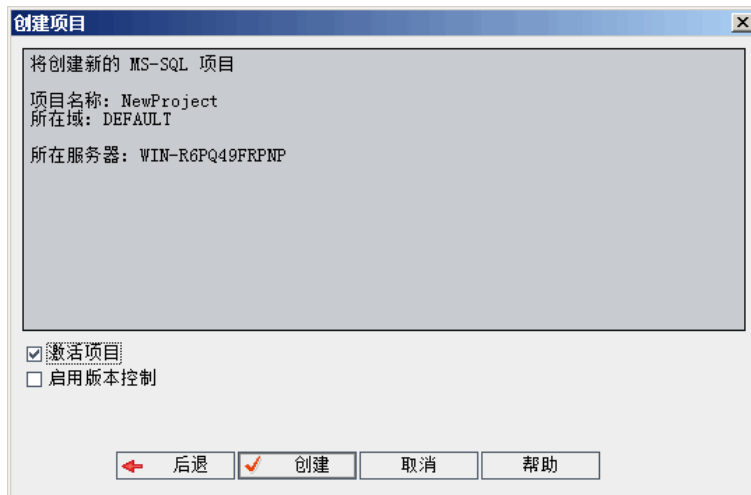 创建项目
将创建新的 MS-SQL 项目
项目名称: NewProject
所在域: DEFAULT
所在服务器: WIN-R6PQ49FRPNP
激活项目
启用版本控制
后退 创建 取消 帮助